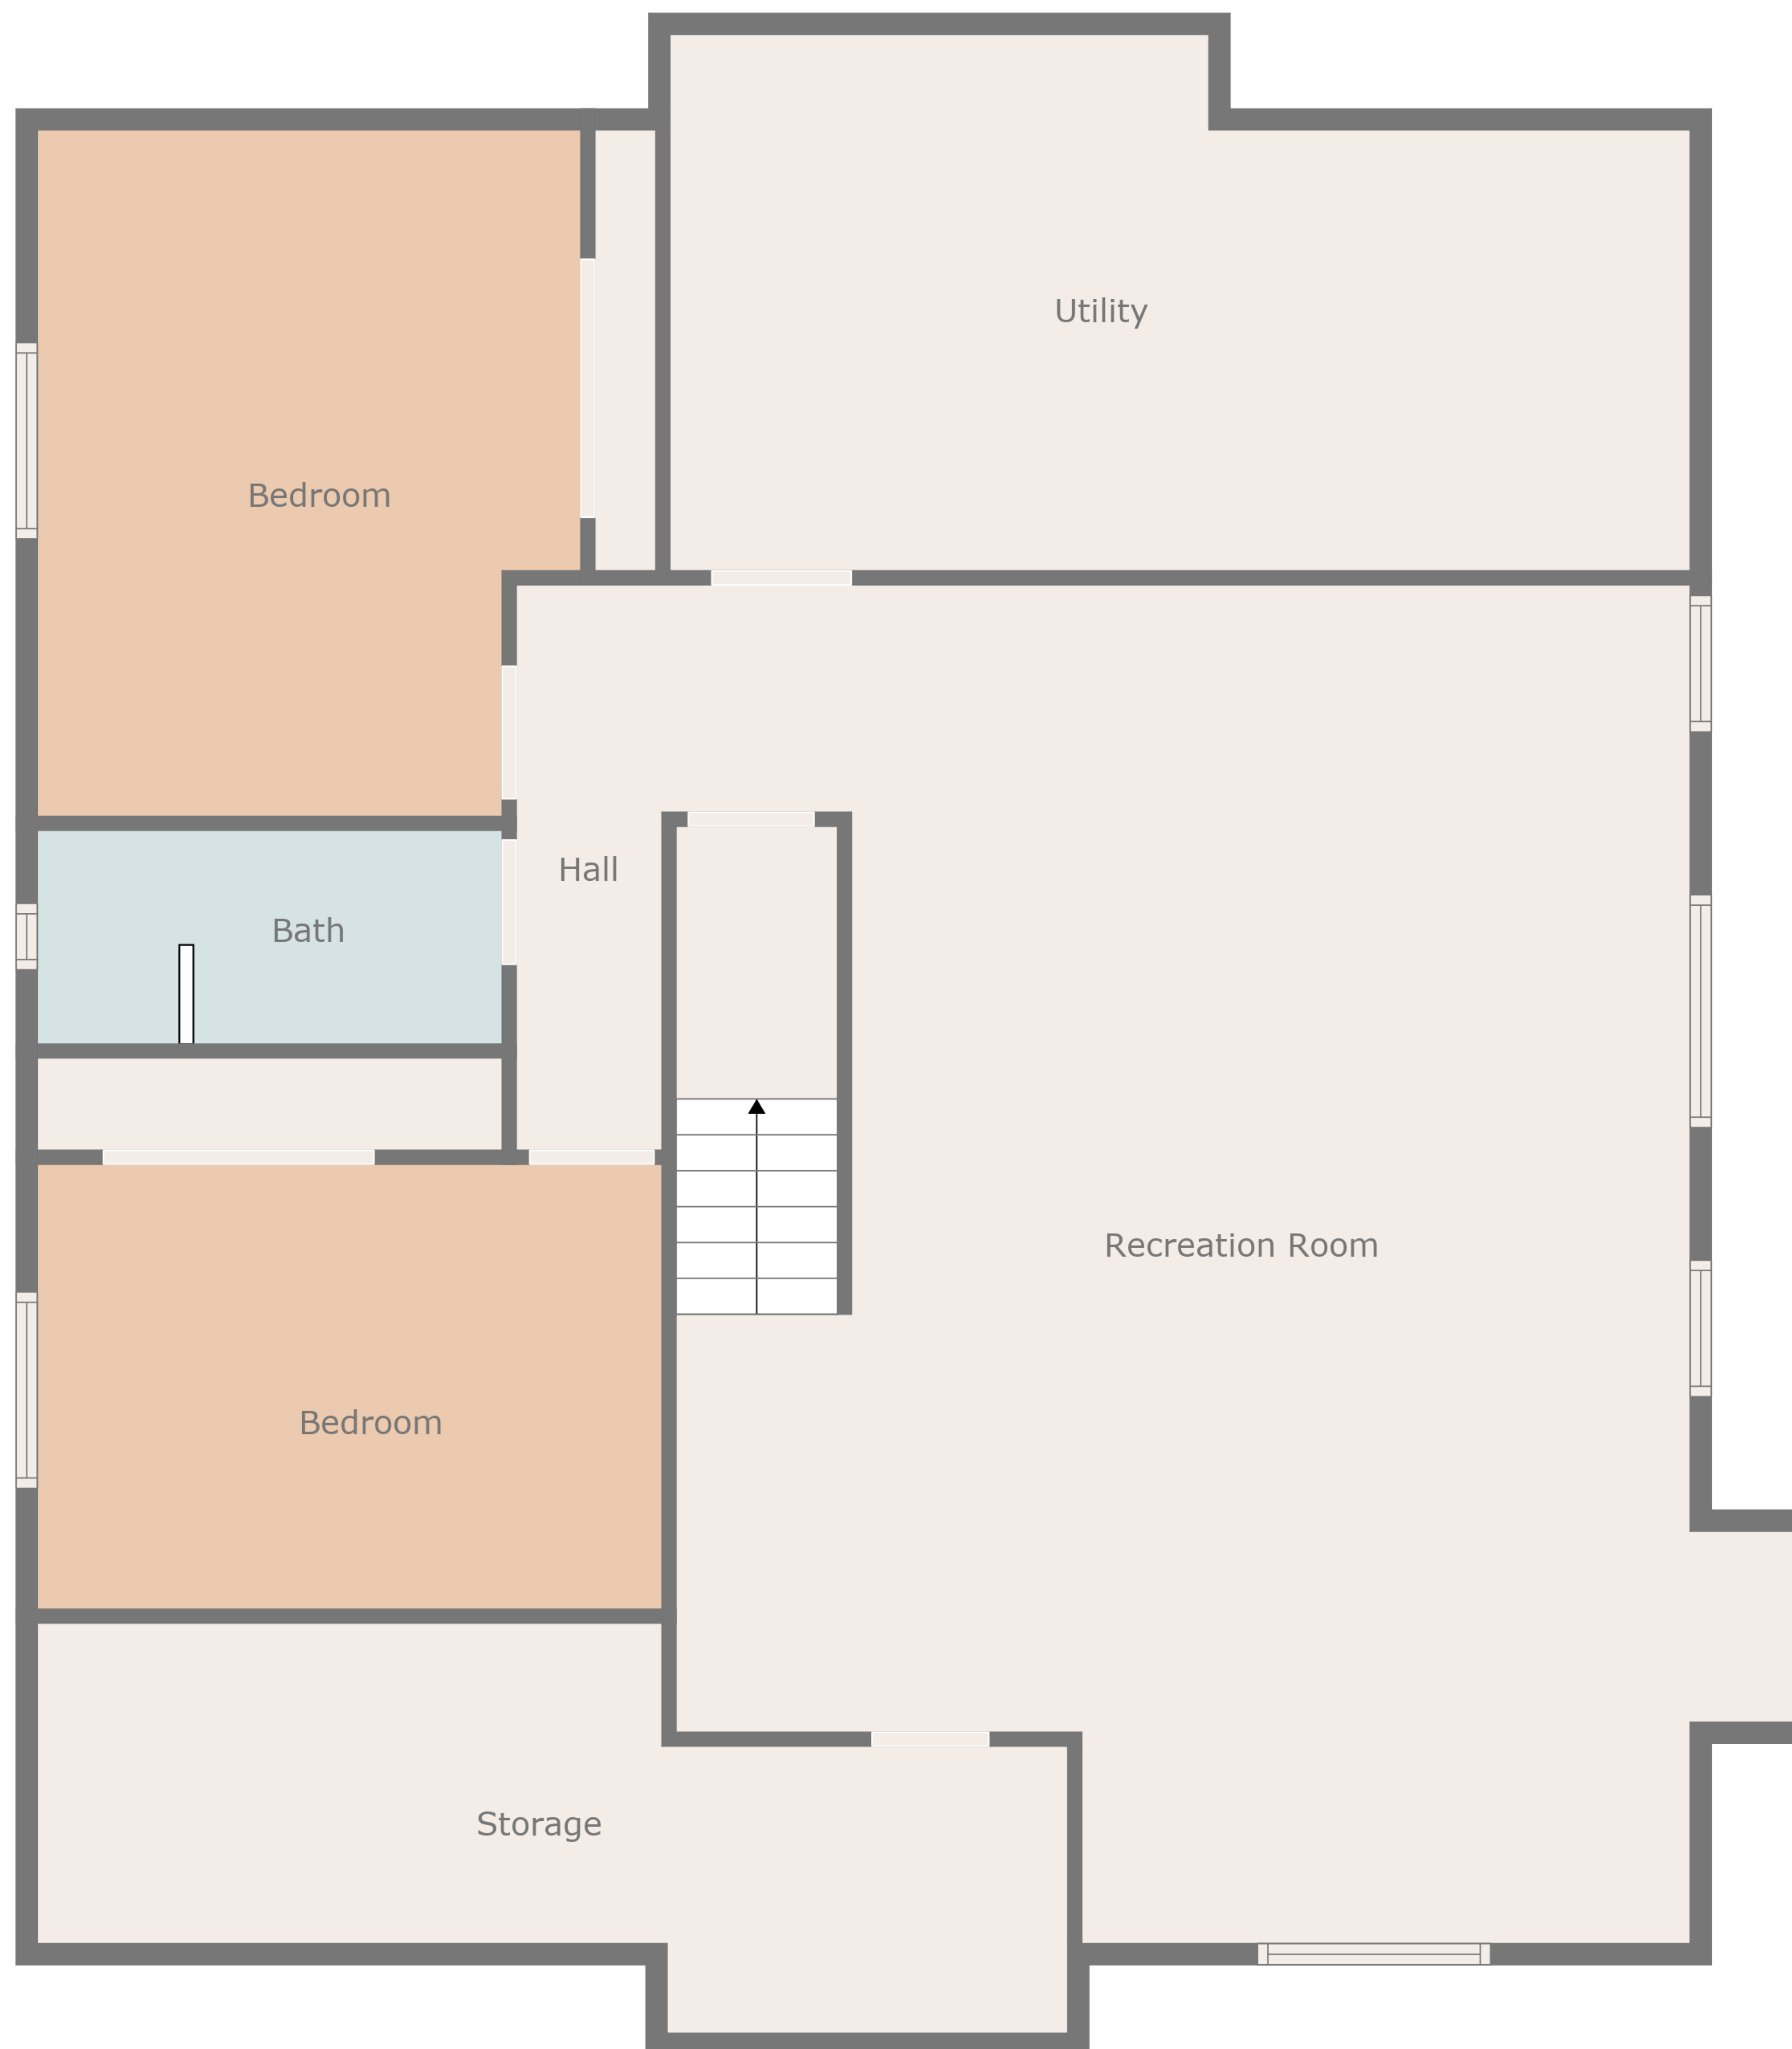 Utility
Bedroom
Hall
Bath
Recreation Room
Bedroom
Storage